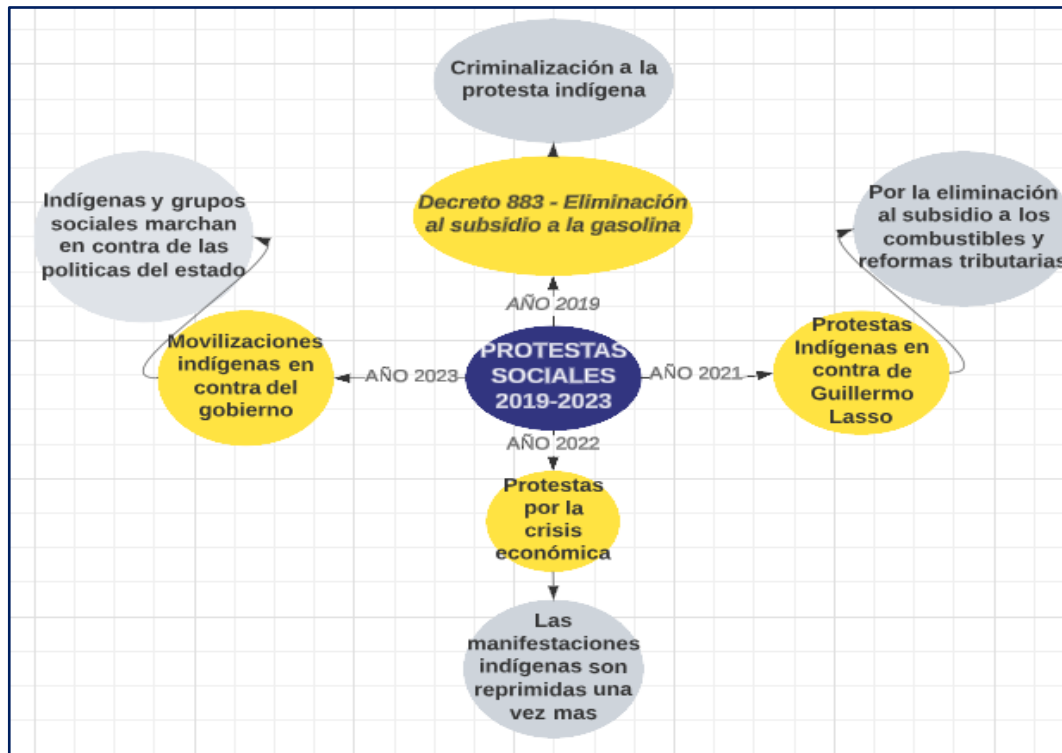 Criminalización a la
protesta indígena
Decreto 883 - Eliminación
al subsidio a la gasolina
AÑO 2019
Indígenas y grupos
sociales marchan
en contra de las
politicas del estado
Por la eliminación
al subsidio a los
combustibles y
reformas tributarias
Movilizaciones
indígenas en
contra del
gobierno
AÑO 2023
PROTESTAS
SOCIALES
2019-2023
AÑO 2021
Protestas
Indígenas en
contra de
Guillermo
Lasso
AÑO 2022
Protestas
por la
crisis
económica
Las
manifestaciones
indígenas son
reprimidas una
vez mas